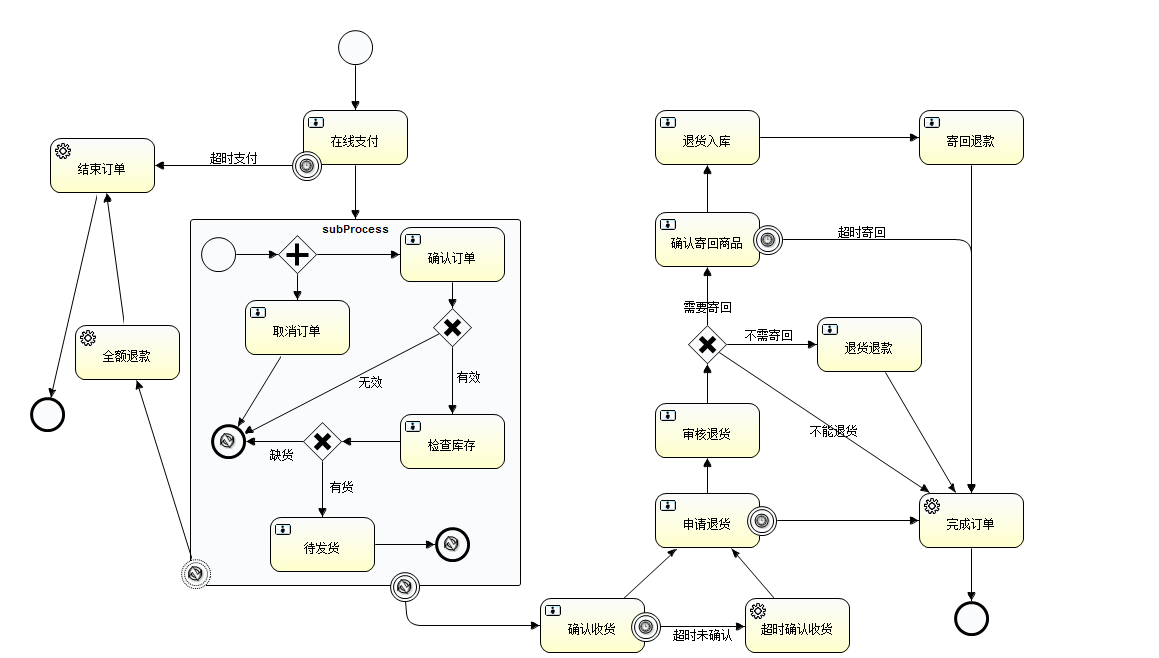 在线支付
退货入库
寄回退款
超时支付
结束订单
subProcess
确认订单
确认寄回商品
超时寄回
取消订单
需要寄回
不需寄回
全额退款
退货退款
无效
有效
不能退货
审核退货
检查库存
缺货
有货
申请退货
完成订单
待发货
确认收货
超时未确认
超时确认收货